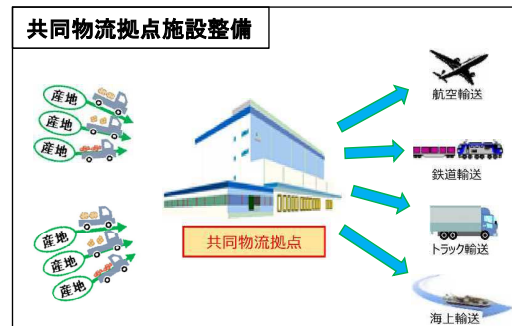 共同物流拠点施設整備
産地
産地
産地
産地
産地
産地
共同物流拠点
航空輸送
鉄道輸送
トラック輸送
海上輸送